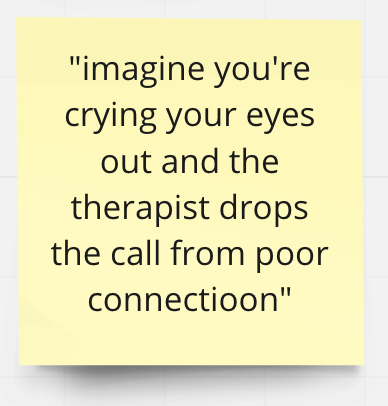 "imagine you're
crying your eyes
out and the
therapist drops
the call from poor
connectioon"